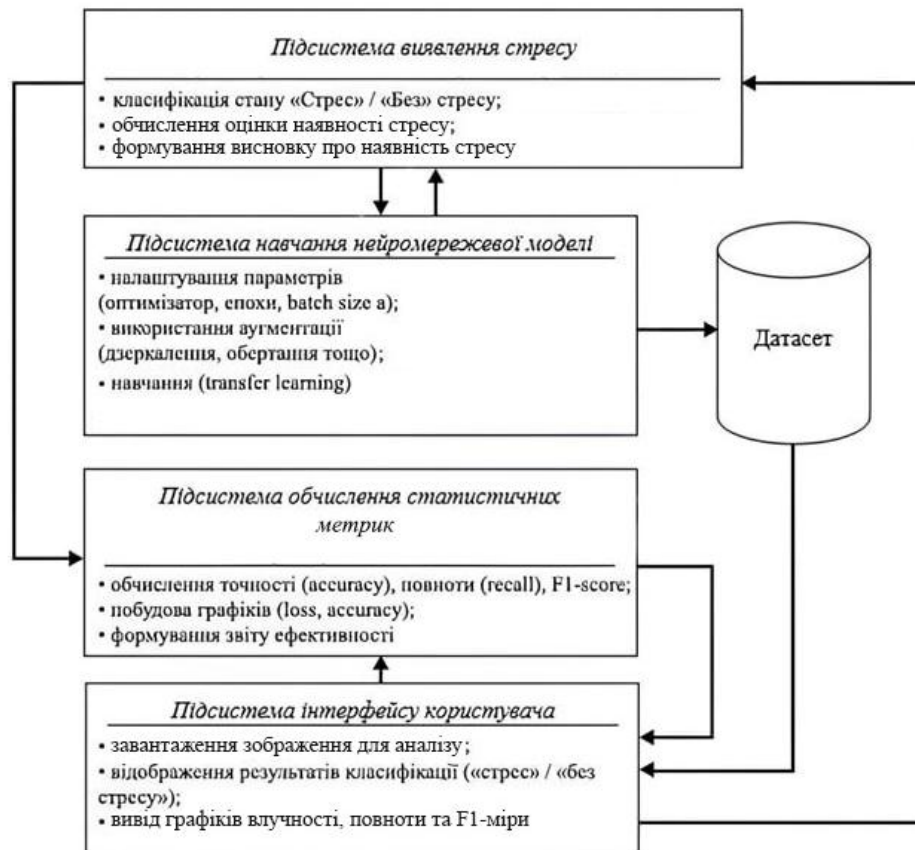 Підсистема виявлення стресу
• класифікація стану «Стрес» / «Без» стресу;
• обчислення оцінки наявності стресу;
• формування висновку про наявність стресу
Підсистема навчання нейромережевої моделі
• налаштування параметрів
(оптимізатор, епохи, batch size а);
• використання аугментації
(дзеркалення, обертання тощо);
• навчання (transfer learning)
Датасет
Підсистема обчислення статистичних
метрик
• обчислення точності (accuracy), повноти (recall), F1-score;
• побудова графіків (loss, accuracy);
• формування звіту ефективності
Підсистема інтерфейсу користувача
• завантаження зображення для аналізу;
• відображення результатів класифікації («стрес» / «без
стресу»);
• вивід графіків влучності, повноти та F1-міри